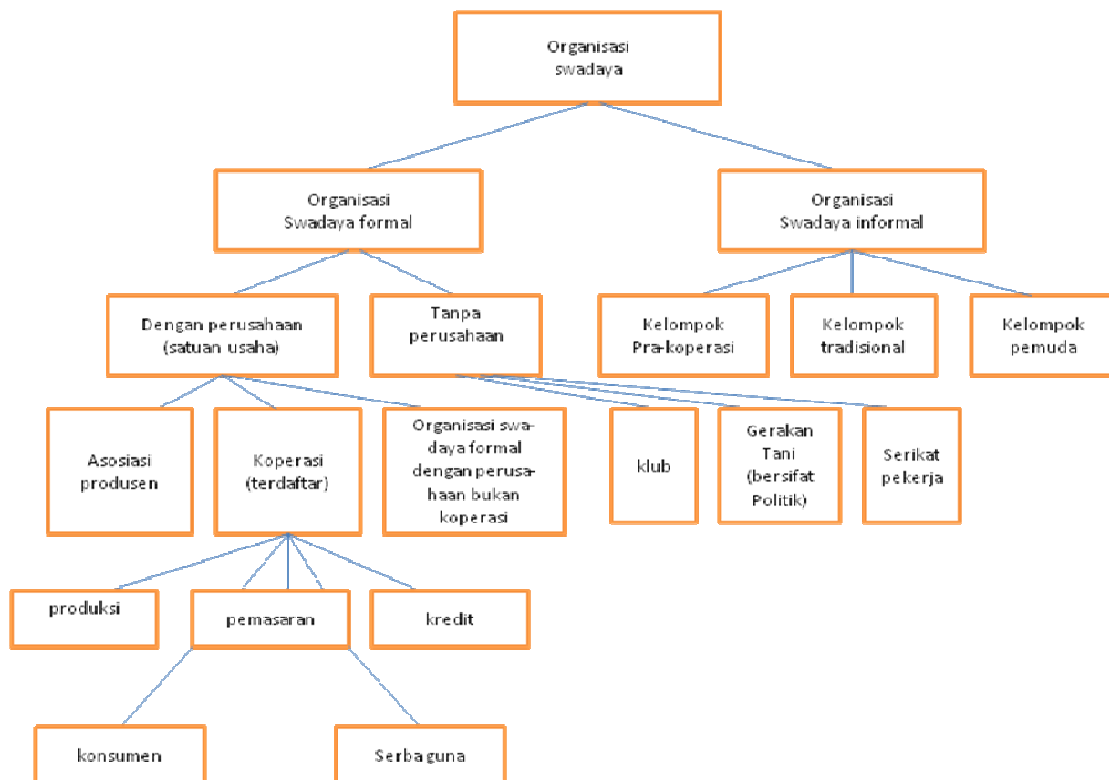 Organisasi
swadaya
Organisasi
Swadaya formal
Organisasi
Swadaya informal
Dengan perusahaan
(satuan usaha)
Tanpa
perusahaan
Kelompok
Pra-koperasi
Kelompok
tradisional
Kelompok
pemuda
Asosiasi
produsen
Koperasi
(terdaftar)
Organisasi swa-
daya formal
dengan perusa-
haan bukan
koperasi
klub
Gerakan
Tani
(bersifat
Politik)
Serikat
pekerja
produksi
pemasaran
kredit
konsumen
Serbaguna